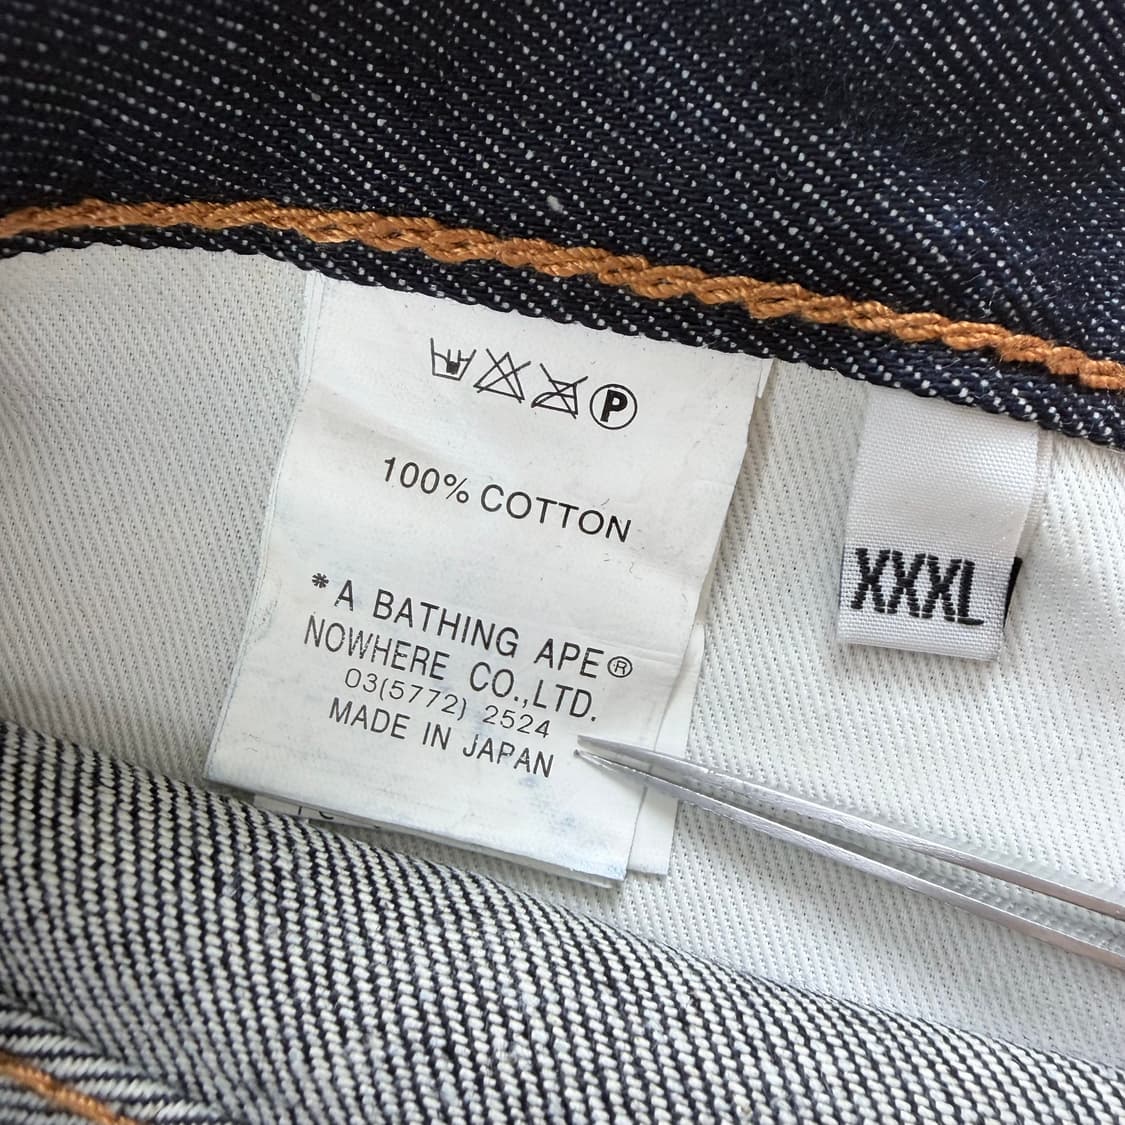 P
100% COTTON
*A BATHING APE®
NOWHERE CO.,LTD.
03(5772) 2524
MADE IN JAPAN
XXXL